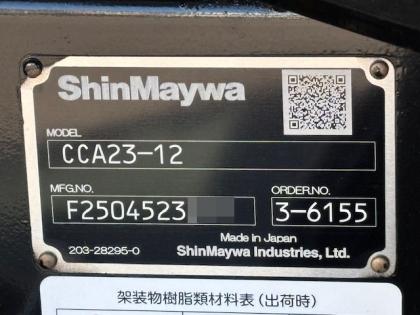 ShinMaywa
MODEL
CCA23-12
MFG.NO. ORDER.NO.
F2504523 3-6155
Made in Japan
203-28295-0 ShinMaywa Industries, Ltd.
架装物樹脂類材料表(出荷時)